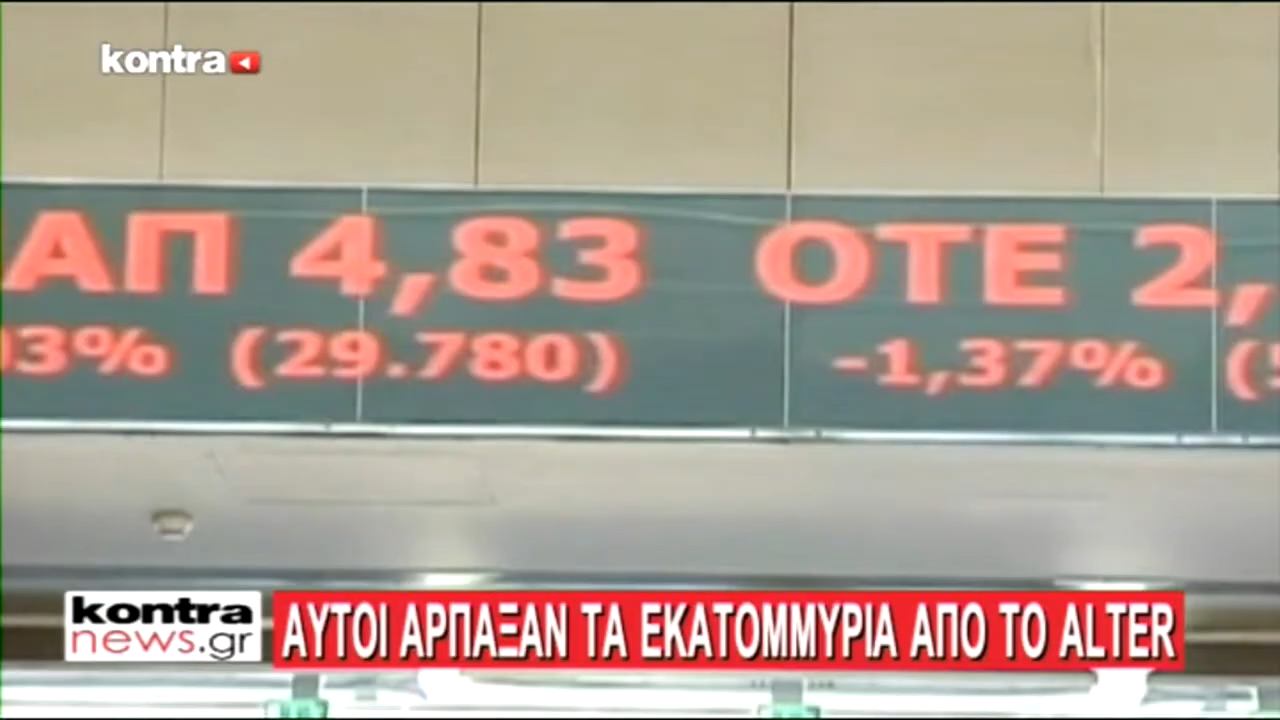 kontra
ΑΠ 4,83 ΟΤΕ 2,
03% (29.780) -1,37% (
kontra
news.gr
ΑΥΤΟΙ ΑΡΠΑΞΑΝ ΤΑ ΕΚΑΤΟΜΜΥΡΙΑ ΑΠΟ ΤΟ ALTER